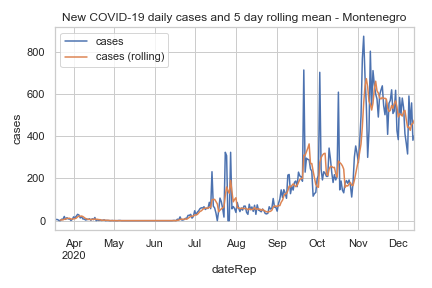 New COVID-19 daily cases and 5 day rolling mean - Montenegro
cases
cases (rolling)
800
600
400
200
0
cases
Apr May Jun Jul Aug Sep Oct Nov Dec
2020
dateRep